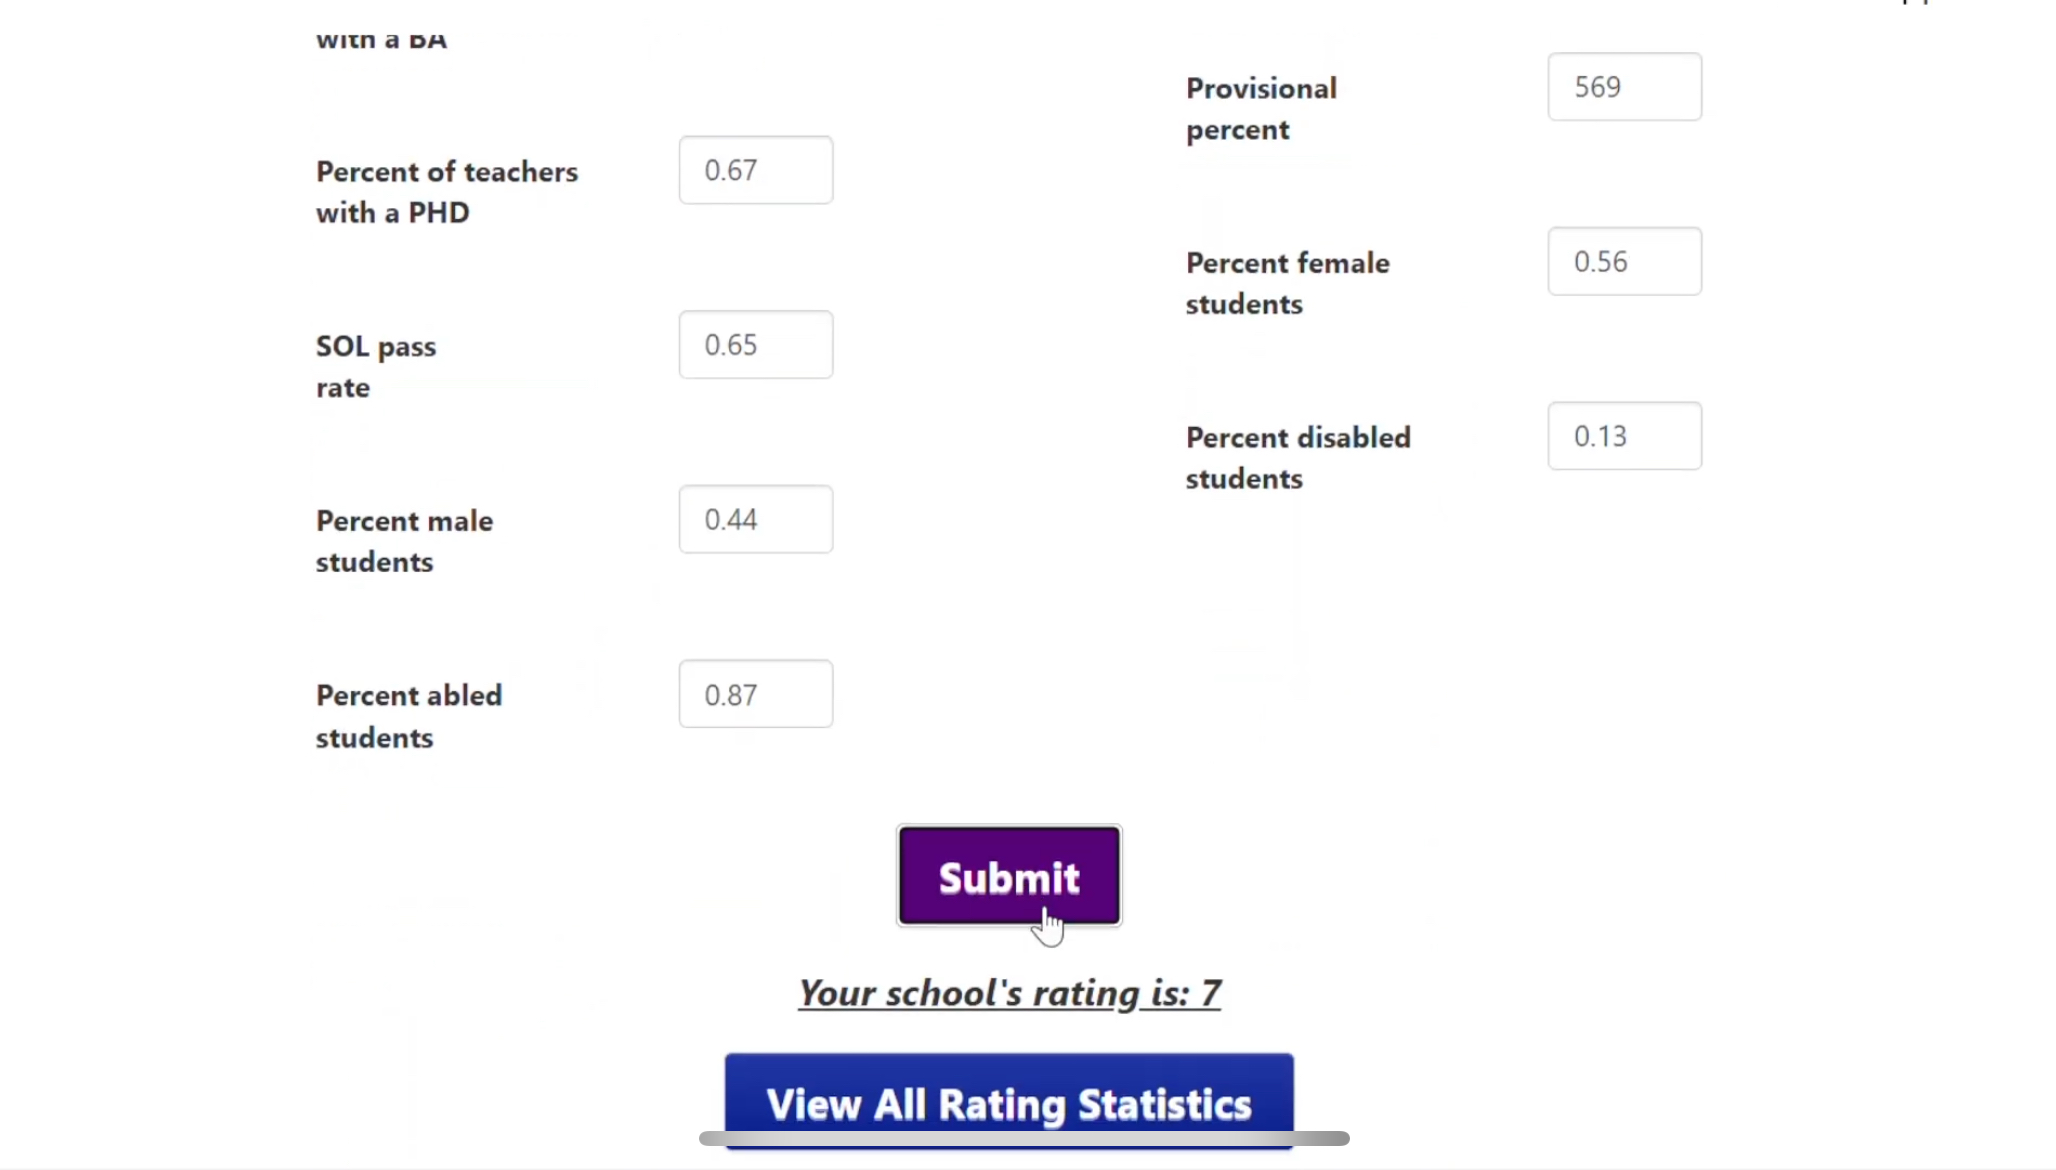 with a BA
Provisional
percent
569
Percent of teachers
with a PHD
0.67
Percent female
students
0.56
SOL pass
rate
0.65
Percent disabled
students
0.13
Percent male
students
0.44
Percent abled
students
0.87
Submit
Your school's rating is: 7
View All Rating Statistics